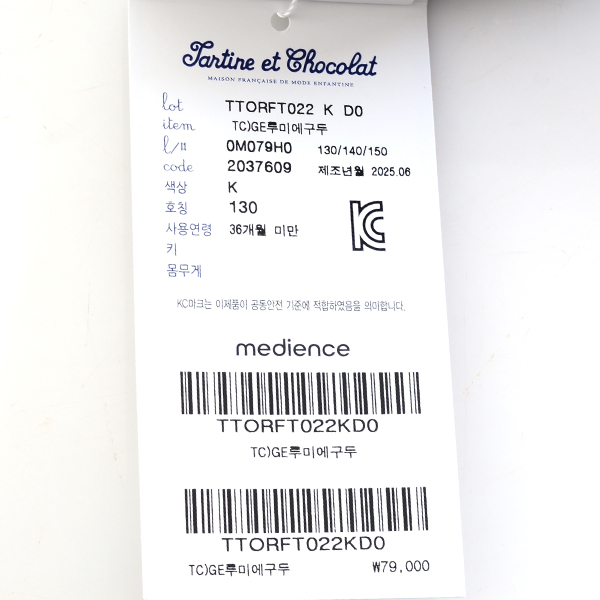 Tartine et Chocolat
MAISON FRANÇAISE DE MODE ENFANTINE
lot TTORFT022 K D0
item TC)GE루미에구두
l/# 0M079H0 130/140/150
code 2037609 제조년월 2025.06
색상 K
호칭 130
사용연령 36개월 미만
키
몸무게
KC마크는 이제품이 공통안전 기준에 적합하였음을 의미합니다.
medience
TTORFT022KD0
TC)GE루미에구두
TTORFT022KD0
TC)GE루미에구두 ₩79,000